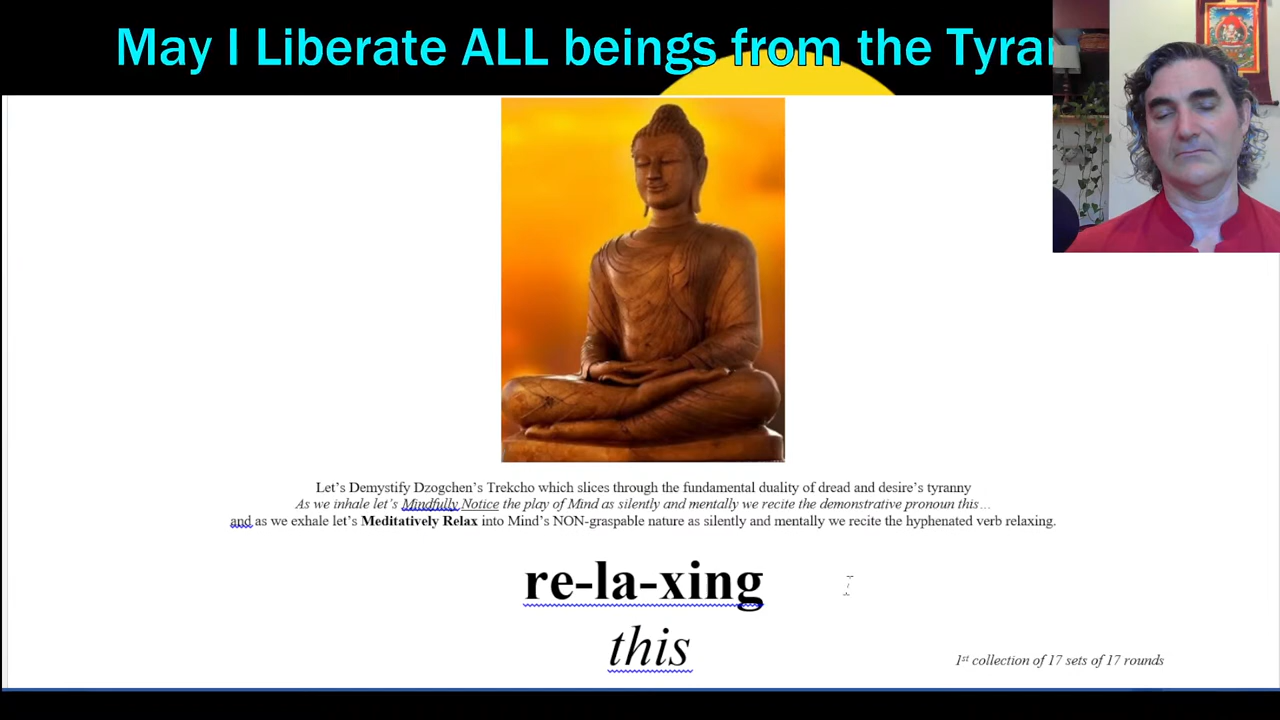 May I Liberate ALL beings from the
Let's Demystify Dzogchen's Trekcho which slices through the fundamental duality of dread and desire's tyranny
As we inhale let's Mindfully Notice the play of Mind as silently and mentally we recite the demonstrative pronoun this…
and as we exhale let's Meditatively Relax into Mind's NON-graspable nature as silently and mentally we recite the hyphenated verb relaxing.
re-la-xing
this
1st collection of 17 sets of 17 rounds